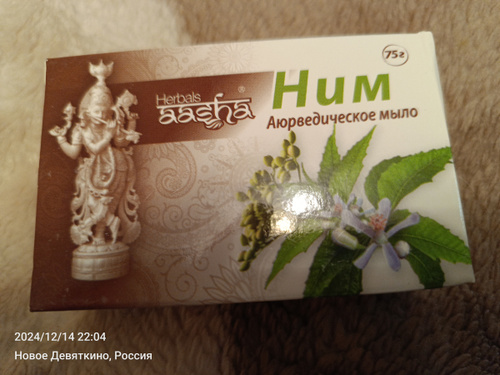 75г
Herbals
aasha®
Ним
Аюрведическое мыло
2024/12/14 22:04
Новое Девяткино, Россия